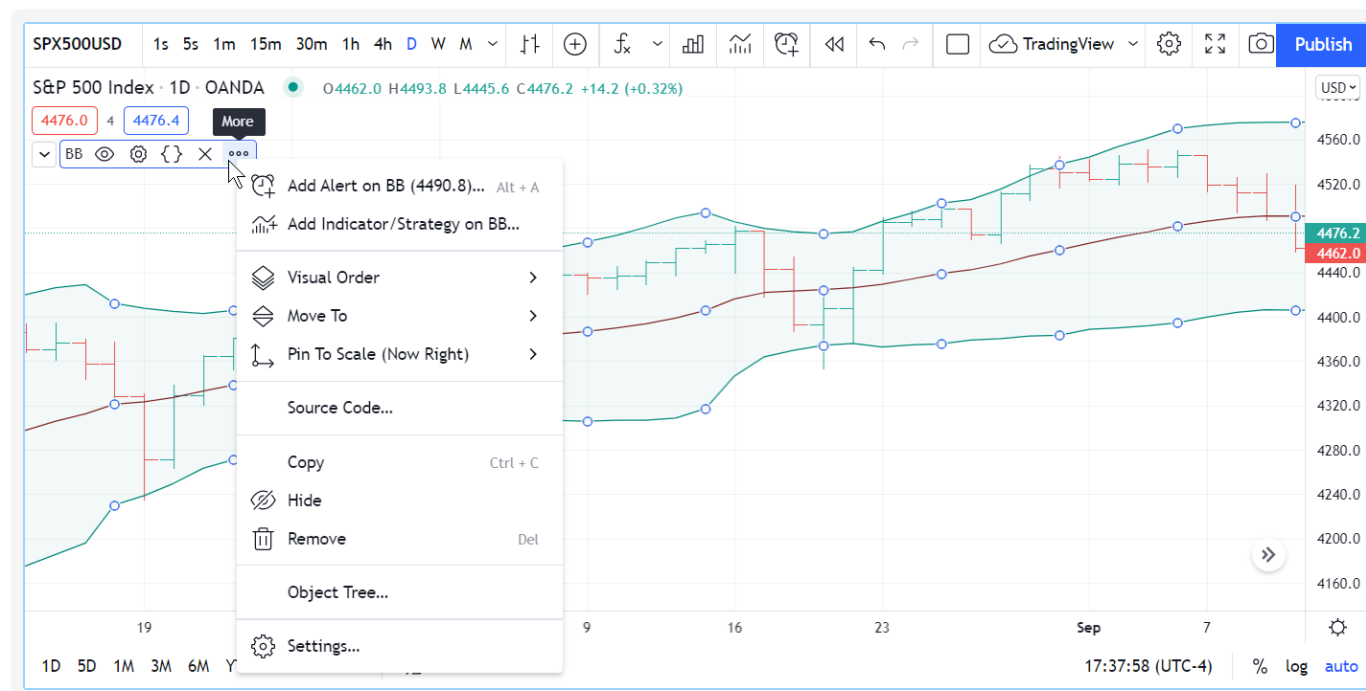 SPX500USD 1s 5s 1m 15m 30m 1h 4h D W M TradingView Publish
S&P 500 Index · 1D · OANDA O4462.0 H4493.8 L4445.6 C4476.2 +14.2 (+0.32%) USD
4476.0 4 4476.4 More
4560.0
BB
Add Alert on BB (4490.8)... Alt + A
4520.0
Add Indicator/Strategy on BB...
4476.2
4462.0
4440.0
Visual Order
Move To
4400.0
Pin To Scale (Now Right)
4360.0
Source Code...
4320.0
Copy Ctrl + C
4280.0
Hide
4240.0
Remove Del
4200.0
Object Tree...
4160.0
19 9 16 23 Sep 7
Settings...
1D 5D 1M 3M 6M 17:37:58 (UTC-4) % log auto